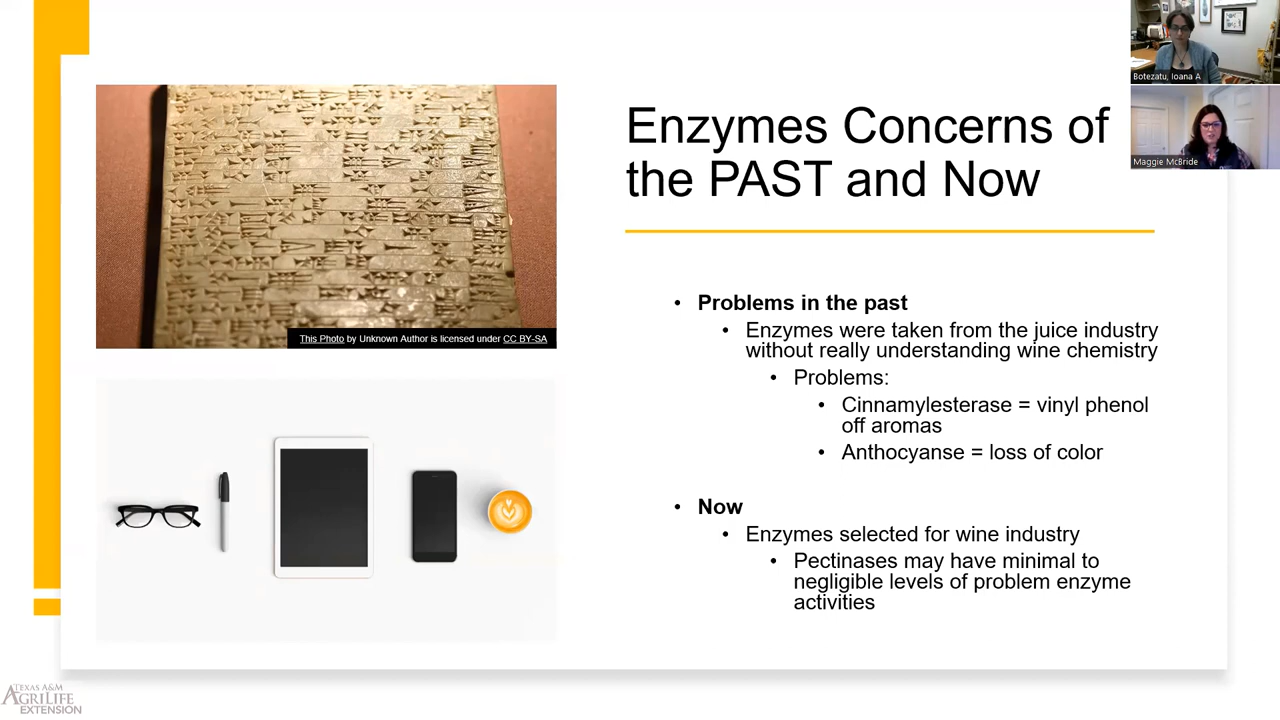 Botezatu, Ioana A
Maggie McBride
Enzymes Concerns of
the PAST and Now
This Photo by Unknown Author is licensed under CC BY-SA
• Problems in the past
• Enzymes were taken from the juice industry
without really understanding wine chemistry
• Problems:
• Cinnamylesterase = vinyl phenol
off aromas
• Anthocyanse = loss of color
• Now
• Enzymes selected for wine industry
• Pectinases may have minimal to
negligible levels of problem enzyme
activities
TEXAS A&M
AGRILIFE
EXTENSION